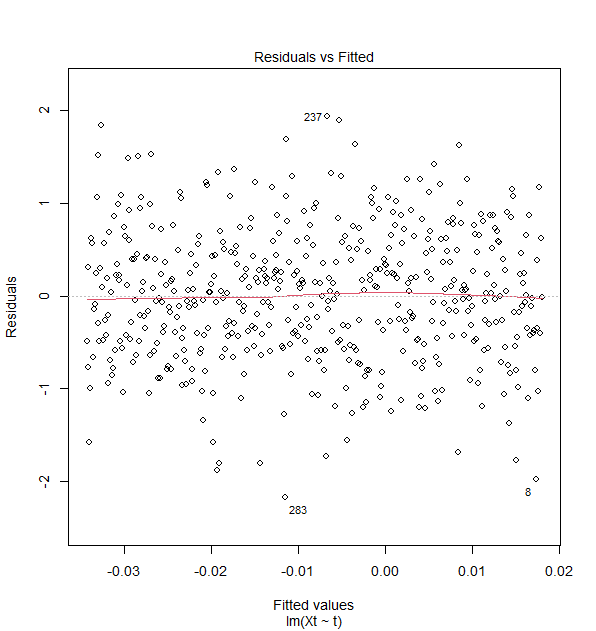 Residuals vs Fitted
2
1
0
-1
-2
Residuals
237
283
8
-0.03 -0.02 -0.01 0.00 0.01 0.02
Fitted values
lm(Xt ~ t)